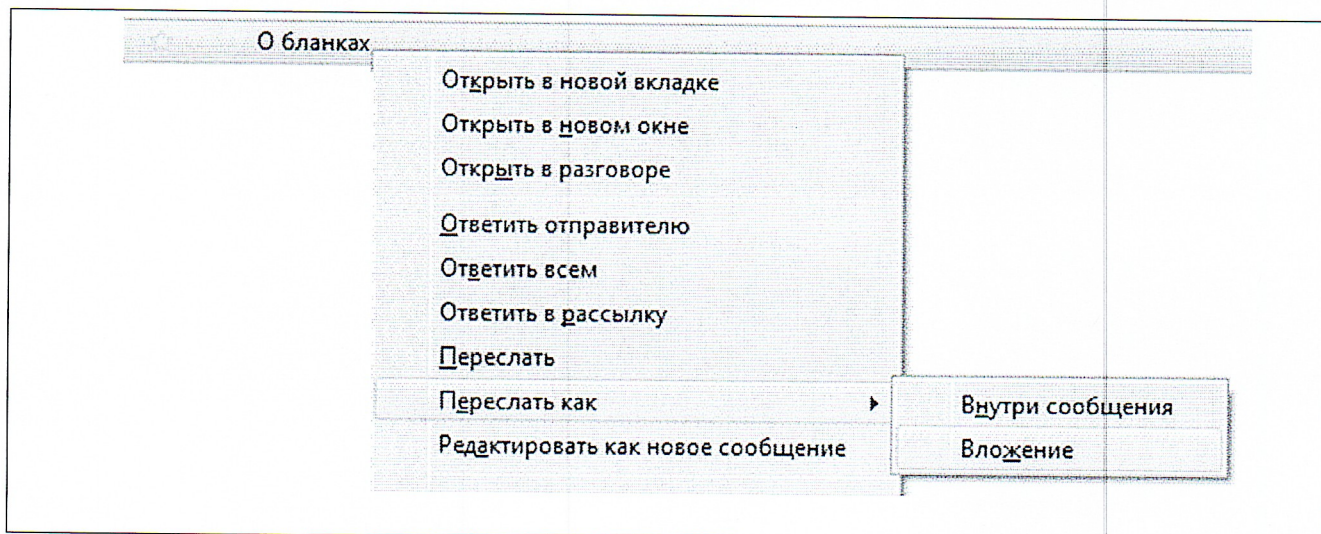 О бланках
Открыть в новой вкладке
Открыть в новом окне
Открыть в разговоре
Ответить отправителю
Ответить всем
Ответить в рассылку
Переслать
Переслать как
Внутри сообщения
Редактировать как новое сообщение
Вложение